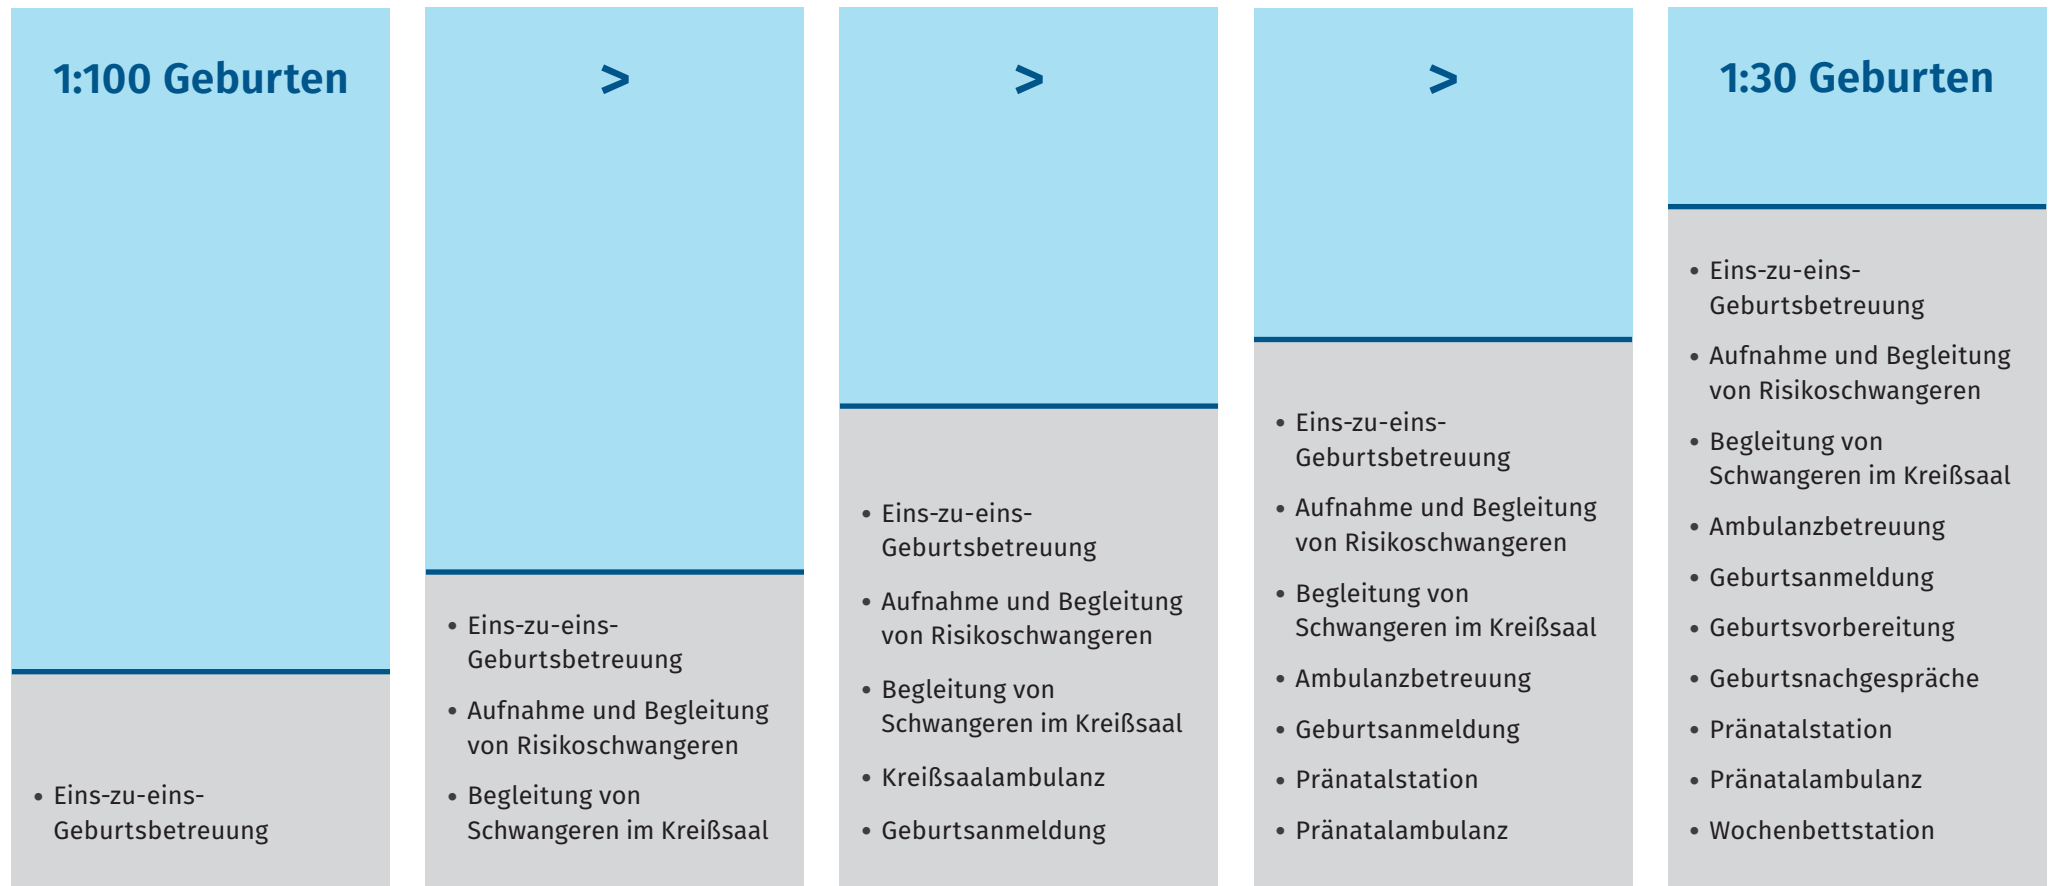 1:100 Geburten
• Eins-zu-eins-
Geburtsbetreuung
>
• Eins-zu-eins-
Geburtsbetreuung
• Aufnahme und Begleitung
von Risikoschwangeren
• Begleitung von
Schwangeren im Kreißsaal
>
• Eins-zu-eins-
Geburtsbetreuung
• Aufnahme und Begleitung
von Risikoschwangeren
• Begleitung von
Schwangeren im Kreißsaal
• Kreißsaalambulanz
• Geburtsanmeldung
>
• Eins-zu-eins-
Geburtsbetreuung
• Aufnahme und Begleitung
von Risikoschwangeren
• Begleitung von
Schwangeren im Kreißsaal
• Ambulanzbetreuung
• Geburtsanmeldung
• Pränatalstation
• Pränatalambulanz
1:30 Geburten
• Eins-zu-eins-
Geburtsbetreuung
• Aufnahme und Begleitung
von Risikoschwangeren
• Begleitung von
Schwangeren im Kreißsaal
• Ambulanzbetreuung
• Geburtsanmeldung
• Geburtsvorbereitung
• Geburtsnachgespräche
• Pränatalstation
• Pränatalambulanz
• Wochenbettstation